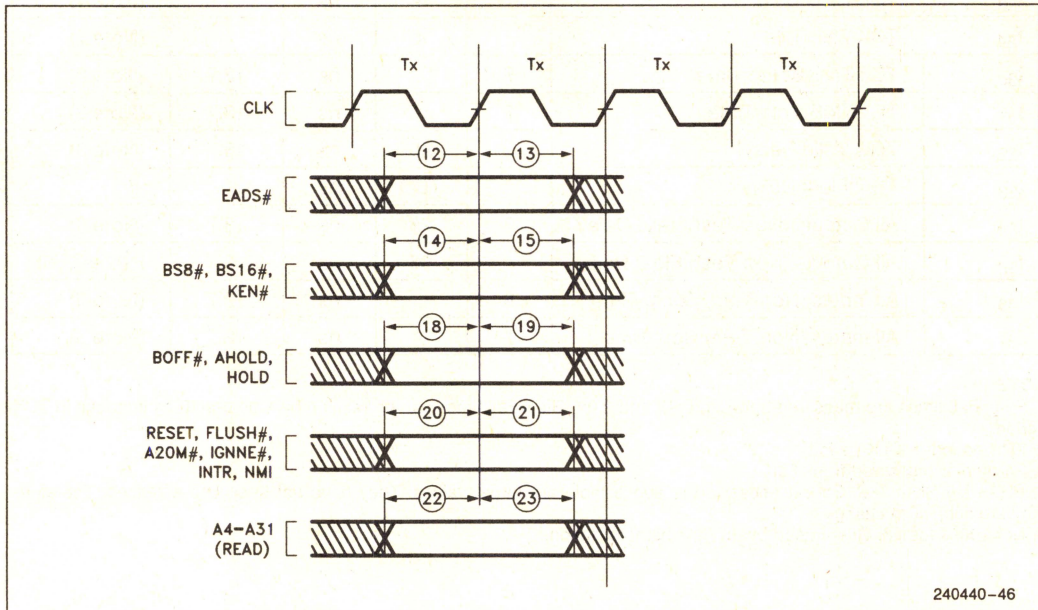 Tx Tx Tx Tx
CLK
12 13
EADS#
14 15
BS8#, BS16#,
KEN#
18 19
BOFF#, AHOLD,
HOLD
20 21
RESET, FLUSH#,
A20M#, IGNNE#,
INTR, NMI
22 23
A4–A31
(READ)
240440–46